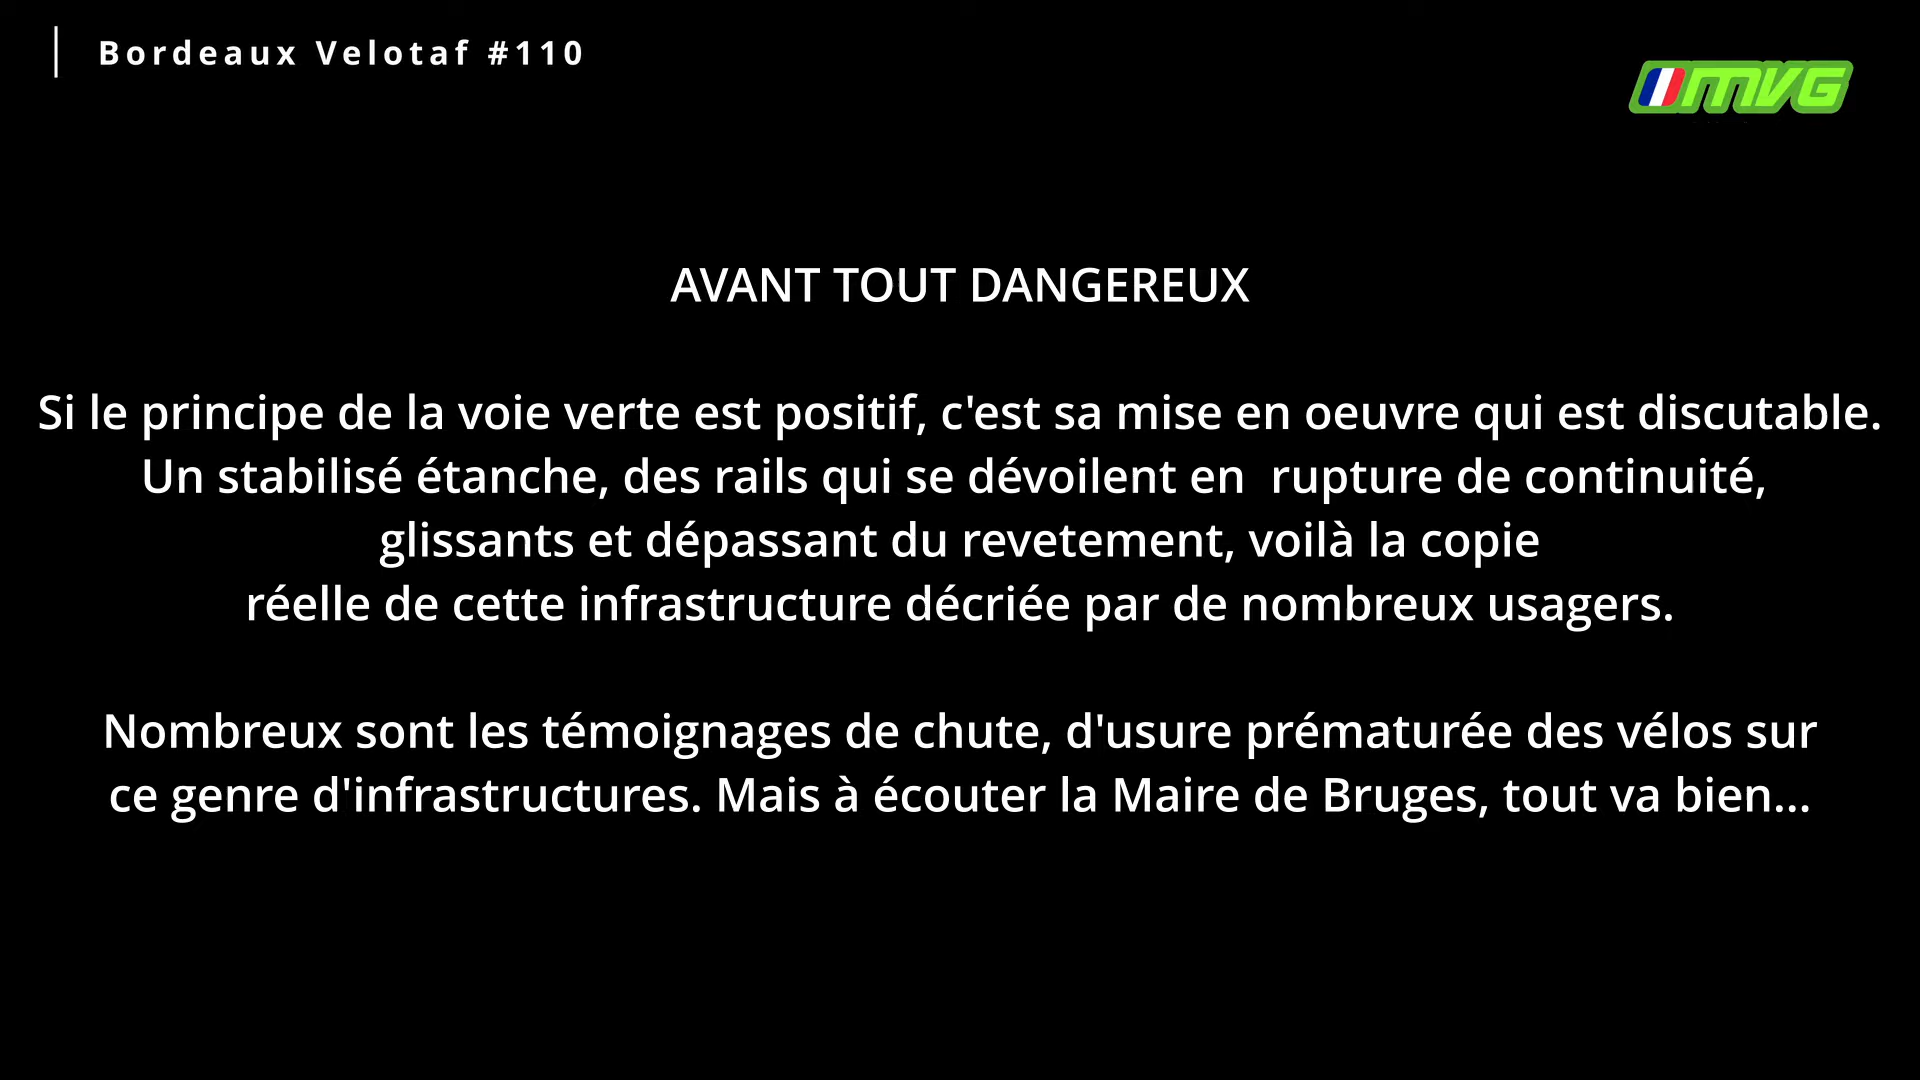 Bordeaux Velotaf #110
MVG
AVANT TOUT DANGEREUX
Si le principe de la voie verte est positif, c'est sa mise en oeuvre qui est discutable.
Un stabilisé étanche, des rails qui se dévoilent en  rupture de continuité,
glissants et dépassant du revetement, voilà la copie
réelle de cette infrastructure décriée par de nombreux usagers.
Nombreux sont les témoignages de chute, d'usure prématurée des vélos sur
ce genre d'infrastructures. Mais à écouter la Maire de Bruges, tout va bien...